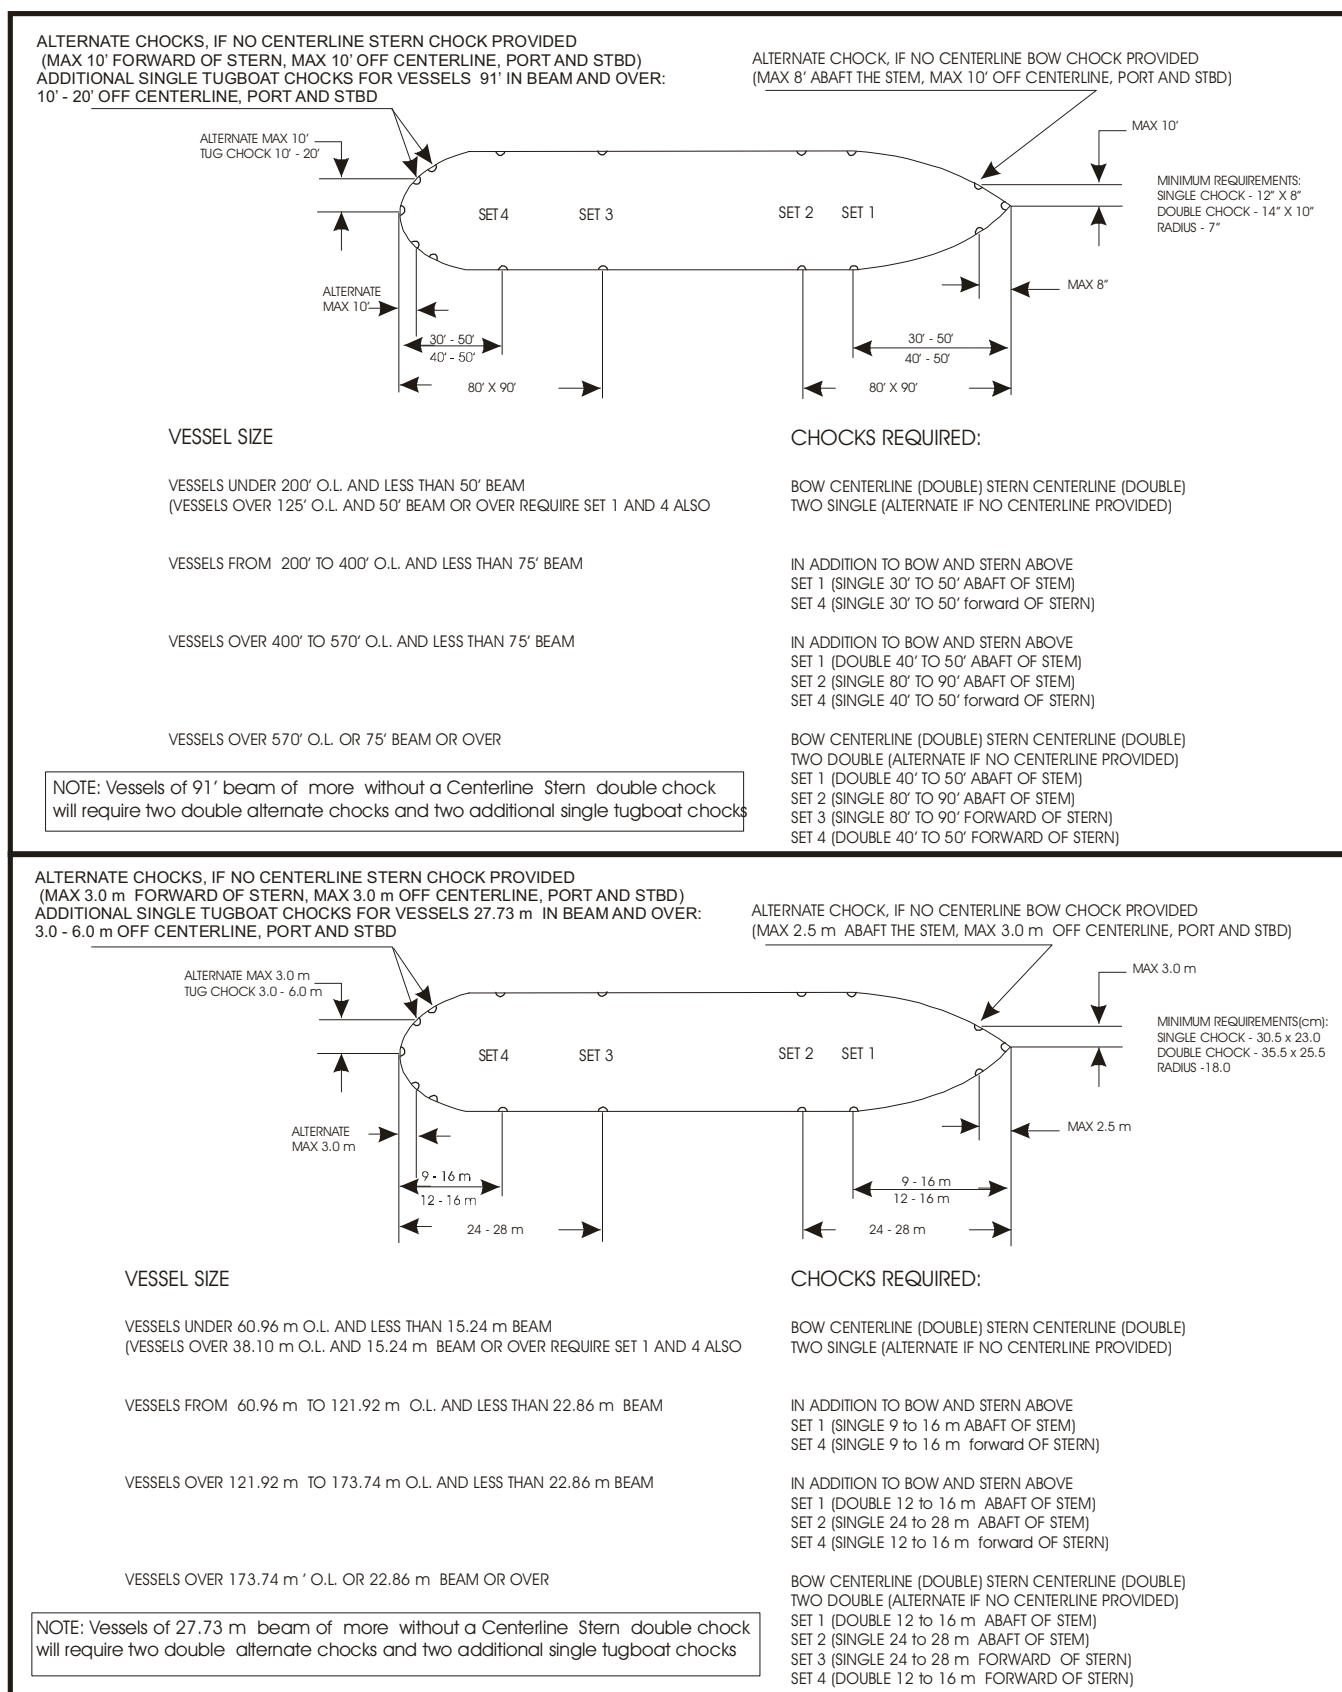 ALTERNATE CHOCKS, IF NO CENTERLINE STERN CHOCK PROVIDED
(MAX 10' FORWARD OF STERN, MAX 10' OFF CENTERLINE, PORT AND STBD)
ADDITIONAL SINGLE TUGBOAT CHOCKS FOR VESSELS 91' IN BEAM AND OVER:
10' - 20' OFF CENTERLINE, PORT AND STBD
ALTERNATE CHOCK, IF NO CENTERLINE BOW CHOCK PROVIDED
(MAX 8' ABAFT THE STEM, MAX 10' OFF CENTERLINE, PORT AND STBD)
ALTERNATE MAX 10'
TUG CHOCK 10' - 20'
MAX 10'
MINIMUM REQUIREMENTS:
SINGLE CHOCK - 12" X 8"
DOUBLE CHOCK - 14" X 10"
RADIUS - 7"
SET 4
SET 3
SET 2
SET 1
ALTERNATE
MAX 10'
MAX 8"
30' - 50'
40' - 50'
30' - 50'
40' - 50'
80' X 90'
80' X 90'
VESSEL SIZE
CHOCKS REQUIRED:
VESSELS UNDER 200' O.L. AND LESS THAN 50' BEAM
(VESSELS OVER 125' O.L. AND 50' BEAM OR OVER REQUIRE SET 1 AND 4 ALSO
BOW CENTERLINE (DOUBLE) STERN CENTERLINE (DOUBLE)
TWO SINGLE (ALTERNATE IF NO CENTERLINE PROVIDED)
VESSELS FROM 200' TO 400' O.L. AND LESS THAN 75' BEAM
IN ADDITION TO BOW AND STERN ABOVE
SET 1 (SINGLE 30' TO 50' ABAFT OF STEM)
SET 4 (SINGLE 30' TO 50' forward OF STERN)
VESSELS OVER 400' TO 570' O.L. AND LESS THAN 75' BEAM
IN ADDITION TO BOW AND STERN ABOVE
SET 1 (DOUBLE 40' TO 50' ABAFT OF STEM)
SET 2 (SINGLE 80' TO 90' ABAFT OF STEM)
SET 4 (SINGLE 40' TO 50' forward OF STERN)
VESSELS OVER 570' O.L. OR 75' BEAM OR OVER
BOW CENTERLINE (DOUBLE) STERN CENTERLINE (DOUBLE)
TWO DOUBLE (ALTERNATE IF NO CENTERLINE PROVIDED)
SET 1 (DOUBLE 40' TO 50' ABAFT OF STEM)
SET 2 (SINGLE 80' TO 90' ABAFT OF STEM)
SET 3 (SINGLE 80' TO 90' FORWARD OF STERN)
SET 4 (DOUBLE 40' TO 50' FORWARD OF STERN)
NOTE: Vessels of 91' beam of more without a Centerline Stern double chock
will require two double alternate chocks and two additional single tugboat chocks
ALTERNATE CHOCKS, IF NO CENTERLINE STERN CHOCK PROVIDED
(MAX 3.0 m FORWARD OF STERN, MAX 3.0 m OFF CENTERLINE, PORT AND STBD)
ADDITIONAL SINGLE TUGBOAT CHOCKS FOR VESSELS 27.73 m IN BEAM AND OVER:
3.0 - 6.0 m OFF CENTERLINE, PORT AND STBD
ALTERNATE CHOCK, IF NO CENTERLINE BOW CHOCK PROVIDED
(MAX 2.5 m ABAFT THE STEM, MAX 3.0 m OFF CENTERLINE, PORT AND STBD)
ALTERNATE MAX 3.0 m
TUG CHOCK 3.0 - 6.0 m
MAX 3.0 m
MINIMUM REQUIREMENTS(cm):
SINGLE CHOCK - 30.5 x 23.0
DOUBLE CHOCK - 35.5 x 25.5
RADIUS -18.0
SET 4
SET 3
SET 2
SET 1
ALTERNATE
MAX 3.0 m
MAX 2.5 m
9 - 16 m
12 - 16 m
9 - 16 m
12 - 16 m
24 - 28 m
24 - 28 m
VESSEL SIZE
CHOCKS REQUIRED:
VESSELS UNDER 60.96 m O.L. AND LESS THAN 15.24 m BEAM
(VESSELS OVER 38.10 m O.L. AND 15.24 m BEAM OR OVER REQUIRE SET 1 AND 4 ALSO
BOW CENTERLINE (DOUBLE) STERN CENTERLINE (DOUBLE)
TWO SINGLE (ALTERNATE IF NO CENTERLINE PROVIDED)
VESSELS FROM 60.96 m TO 121.92 m O.L. AND LESS THAN 22.86 m BEAM
IN ADDITION TO BOW AND STERN ABOVE
SET 1 (SINGLE 9 to 16 m ABAFT OF STEM)
SET 4 (SINGLE 9 to 16 m forward OF STERN)
VESSELS OVER 121.92 m TO 173.74 m O.L. AND LESS THAN 22.86 m BEAM
IN ADDITION TO BOW AND STERN ABOVE
SET 1 (DOUBLE 12 to 16 m ABAFT OF STEM)
SET 2 (SINGLE 24 to 28 m ABAFT OF STEM)
SET 4 (SINGLE 12 to 16 m forward OF STERN)
VESSELS OVER 173.74 m ' O.L. OR 22.86 m BEAM OR OVER
BOW CENTERLINE (DOUBLE) STERN CENTERLINE (DOUBLE)
TWO DOUBLE (ALTERNATE IF NO CENTERLINE PROVIDED)
SET 1 (DOUBLE 12 to 16 m ABAFT OF STEM)
SET 2 (SINGLE 24 to 28 m ABAFT OF STEM)
SET 3 (SINGLE 24 to 28 m FORWARD OF STERN)
SET 4 (DOUBLE 12 to 16 m FORWARD OF STERN)
NOTE: Vessels of 27.73 m beam of more without a Centerline Stern double chock
will require two double alternate chocks and two additional single tugboat chocks